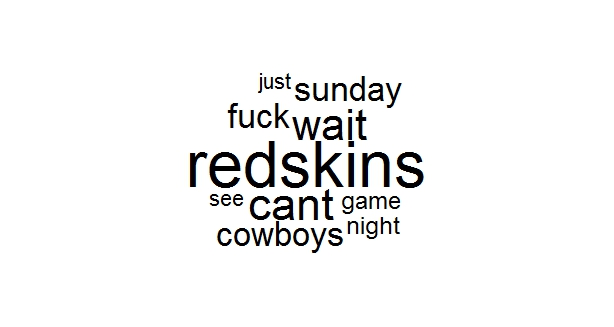 just sunday
fuck wait
redskins
see cant game
cowboys night